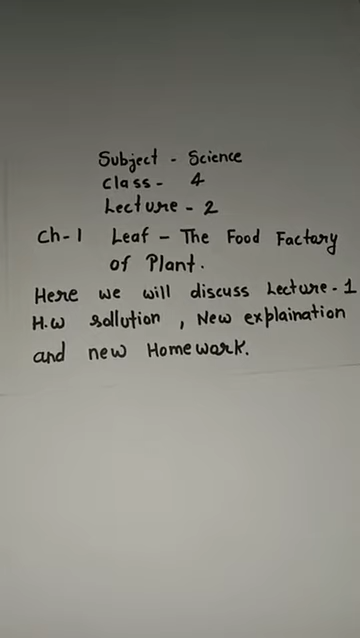 Subject - Science
Class - 4
Lecture - 2
Ch-1 Leaf - The Food Factory
of Plant.
Here we will discuss Lecture-1
H.w sollution, New explaination
and new Homework.